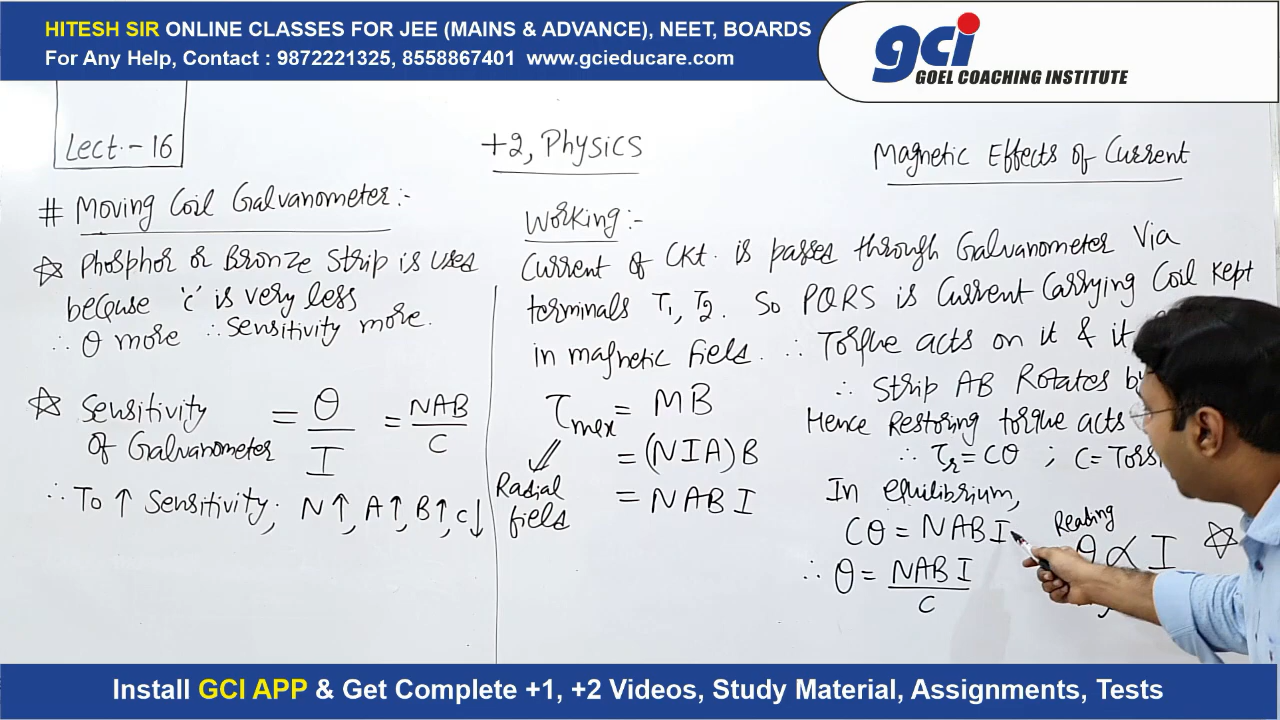 HITESH SIR ONLINE CLASSES FOR JEE (MAINS & ADVANCE), NEET, BOARDS
For Any Help, Contact : 9872221325, 8558867401 www.gcieducare.com
gci
GOEL COACHING INSTITUTE
Lect.- 16
+2, Physics
Magnetic Effects of Current
# Moving Coil Galvanometer:-
☆ Phosphor or Bronze Strip is used
because 'c' is very less
∴ θ more ∴ Sensitivity more.
☆ Sensitivity of Galvanometer = θ/I = NAB/C
∴ To ↑ Sensitivity, N↑, A↑, B↑, C↓
Working:-
Current of CKt. is passed through Galvanometer Via
terminals T₁, T₂. So PQRS is Current Carrying Coil Kept
in magnetic field. ∴ Torque acts on it & it
∴ Strip AB Rotates by
Hence Restoring torque acts
∴ τr = Cθ ; C =
τmax = MB
= (NIA) B
= NAB I
Radial
fields
In equilibrium,
Cθ = NAB I
∴ θ = NAB I/C
Reading
θ ∝ I
☆
Install GCI APP & Get Complete +1, +2 Videos, Study Material, Assignments, Tests